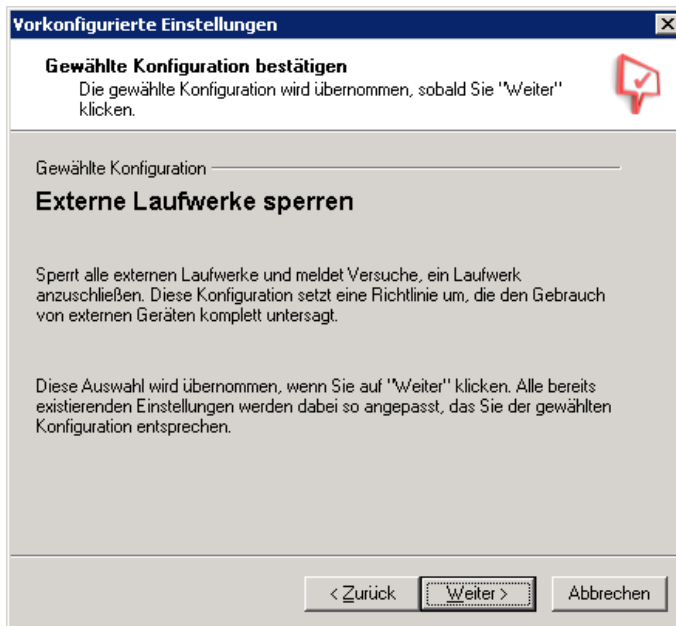 Vorkonfigurierte Einstellungen
Gewählte Konfiguration bestätigen
Die gewählte Konfiguration wird übernommen, sobald Sie "Weiter"
klicken.
Gewählte Konfiguration
Externe Laufwerke sperren
Sperrt alle externen Laufwerke und meldet Versuche, ein Laufwerk
anzuschließen. Diese Konfiguration setzt eine Richtlinie um, die den Gebrauch
von externen Geräten komplett untersagt.
Diese Auswahl wird übernommen, wenn Sie auf "Weiter" klicken. Alle bereits
existierenden Einstellungen werden dabei so angepasst, das Sie der gewählten
Konfiguration entsprechen.
< Zurück Weiter > Abbrechen